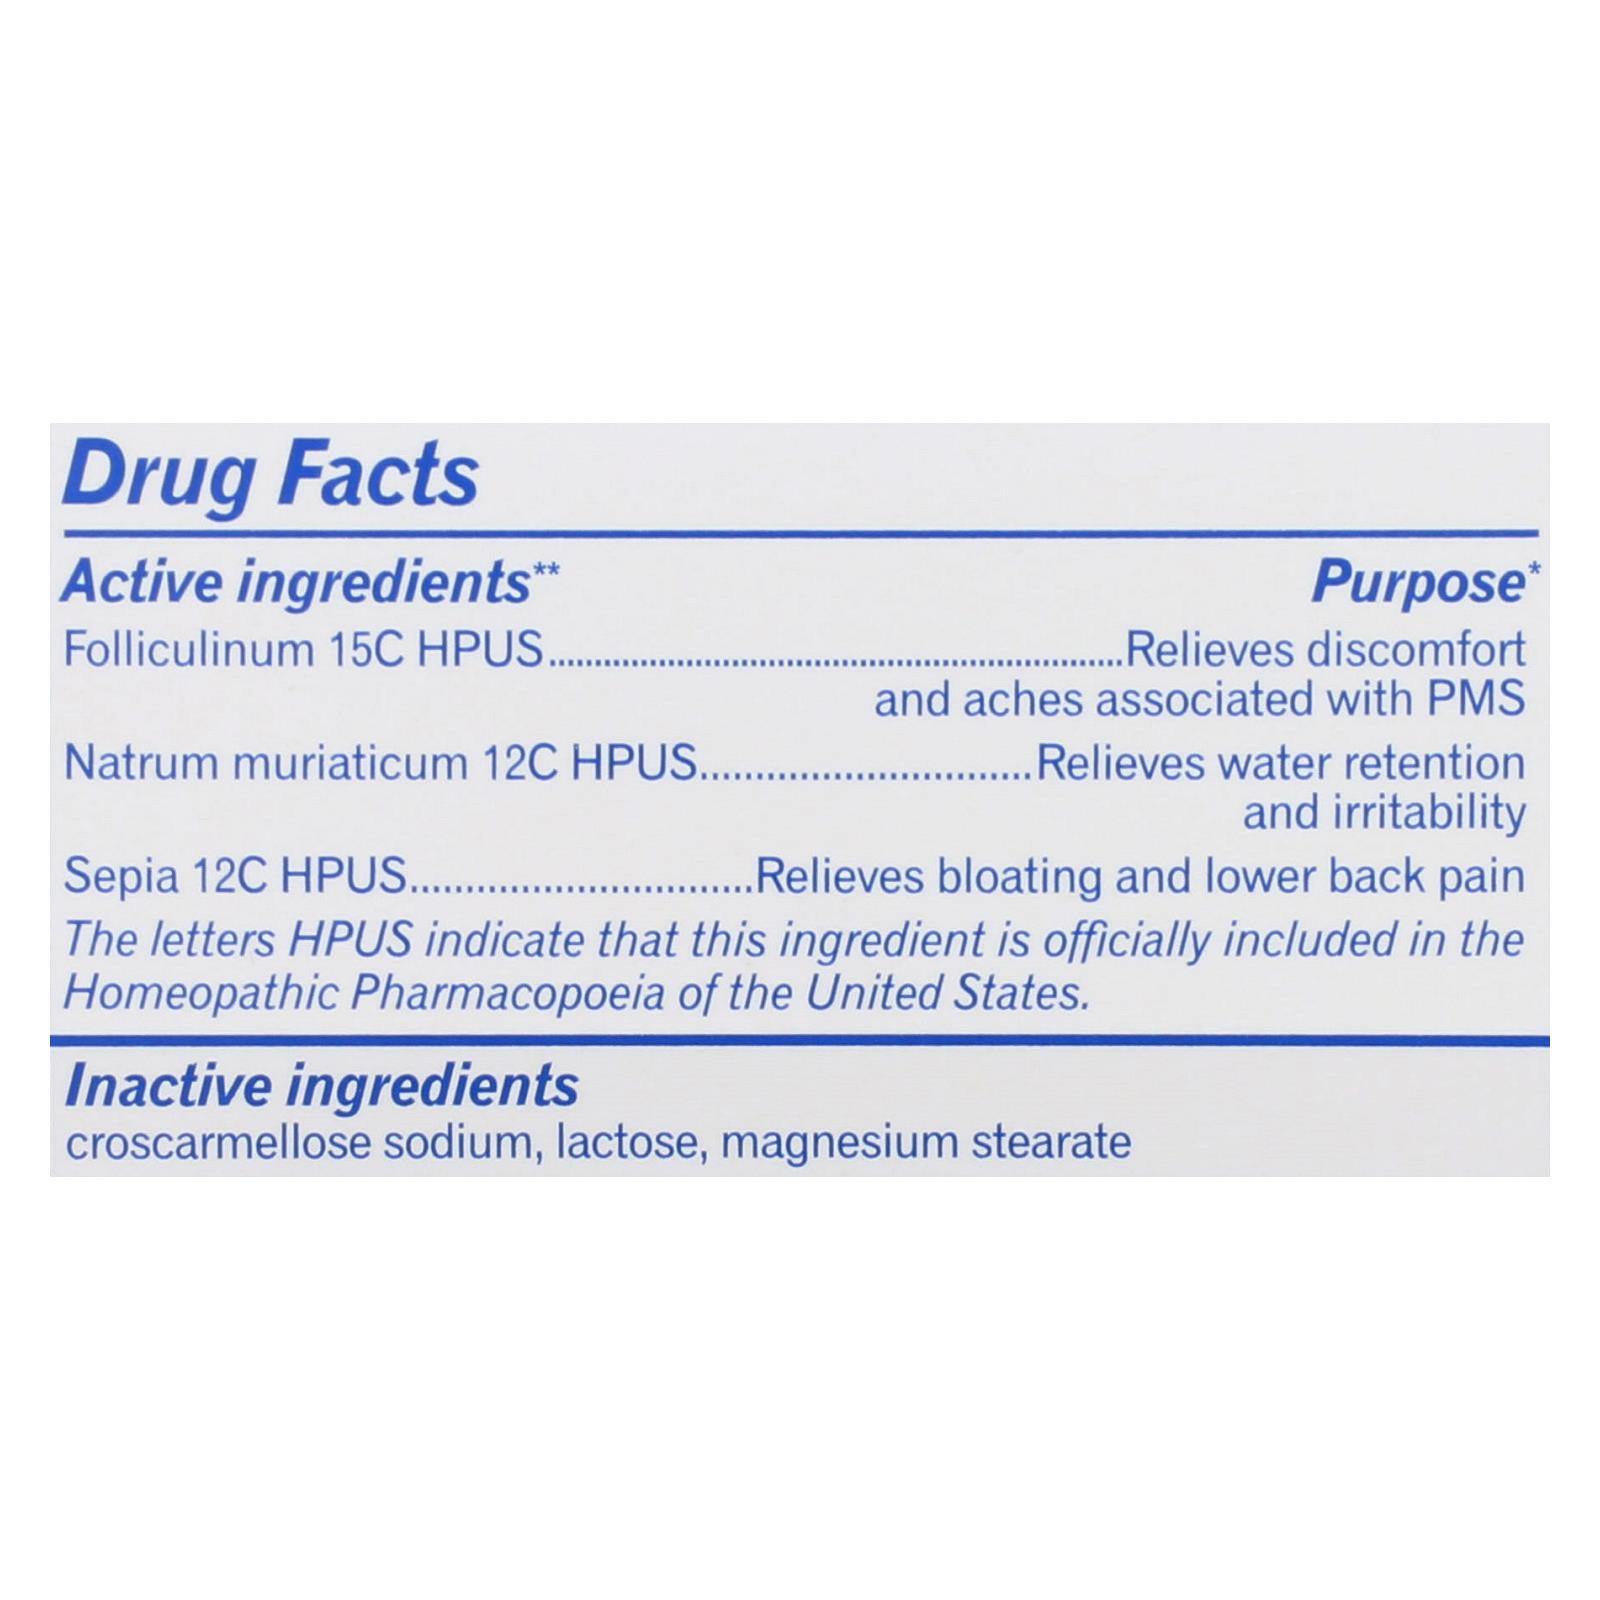 Drug Facts
Active ingredients** Purpose*
Folliculinum 15C HPUS...............................................................Relieves discomfort
and aches associated with PMS
Natrum muriaticum 12C HPUS..............................Relieves water retention
and irritability
Sepia 12C HPUS...............................Relieves bloating and lower back pain
The letters HPUS indicate that this ingredient is officially included in the
Homeopathic Pharmacopoeia of the United States.
Inactive ingredients
croscarmellose sodium, lactose, magnesium stearate